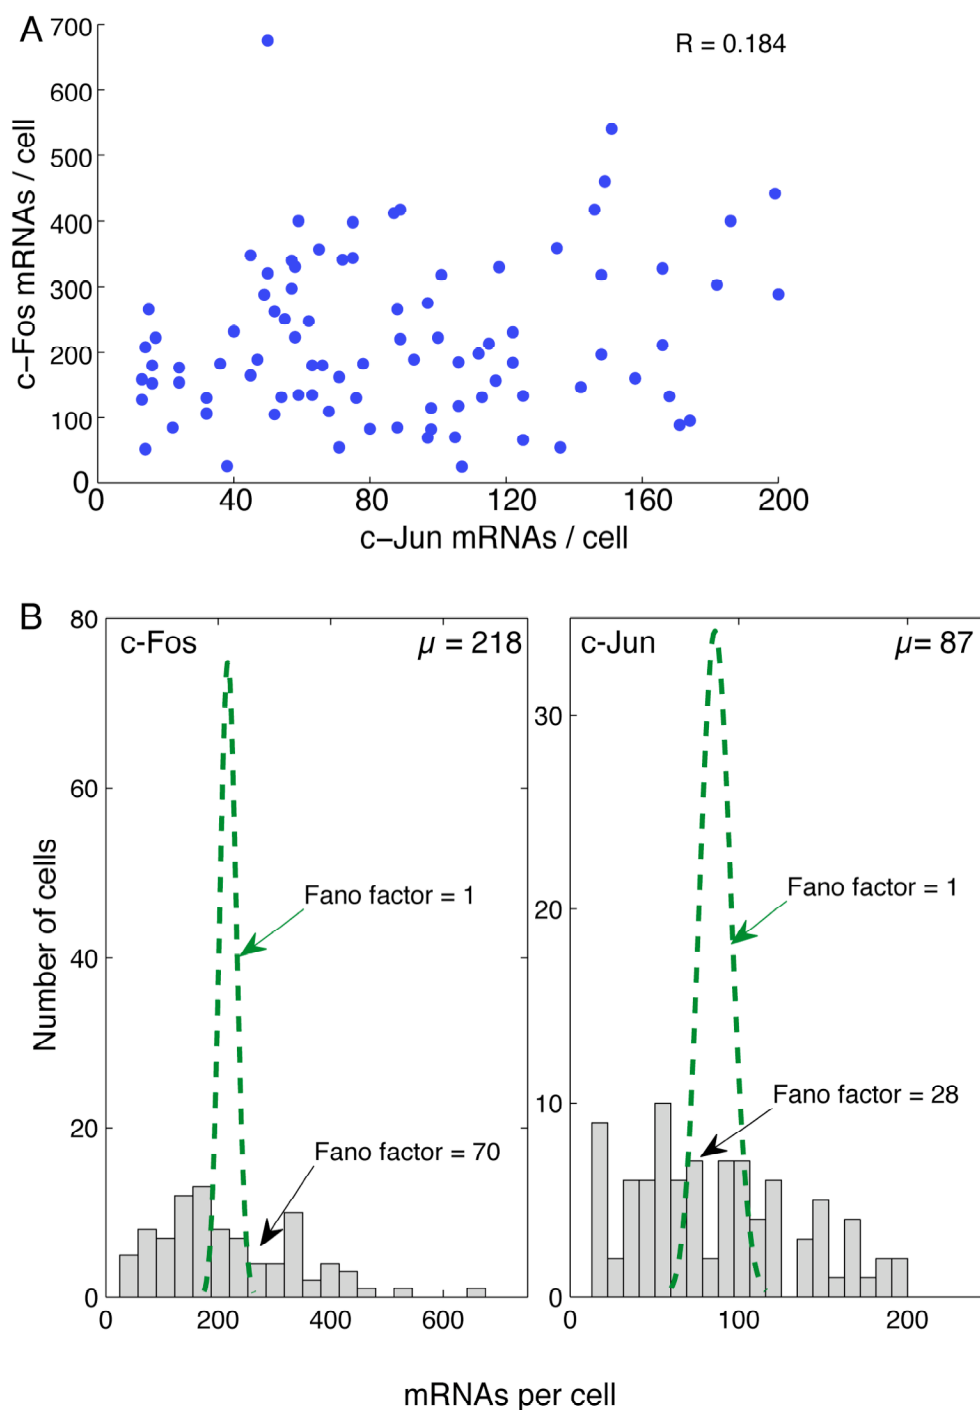 A
R = 0.184
c–Fos mRNAs / cell
700
600
500
400
300
200
100
0
0 40 80 120 160 200
c–Jun mRNAs / cell
B
c-Fos μ = 218
80
60
40
20
0
Number of cells
Fano factor = 1
Fano factor = 70
0 200 400 600
c-Jun μ= 87
30
20
10
0
Fano factor = 1
Fano factor = 28
0 100 200
mRNAs per cell